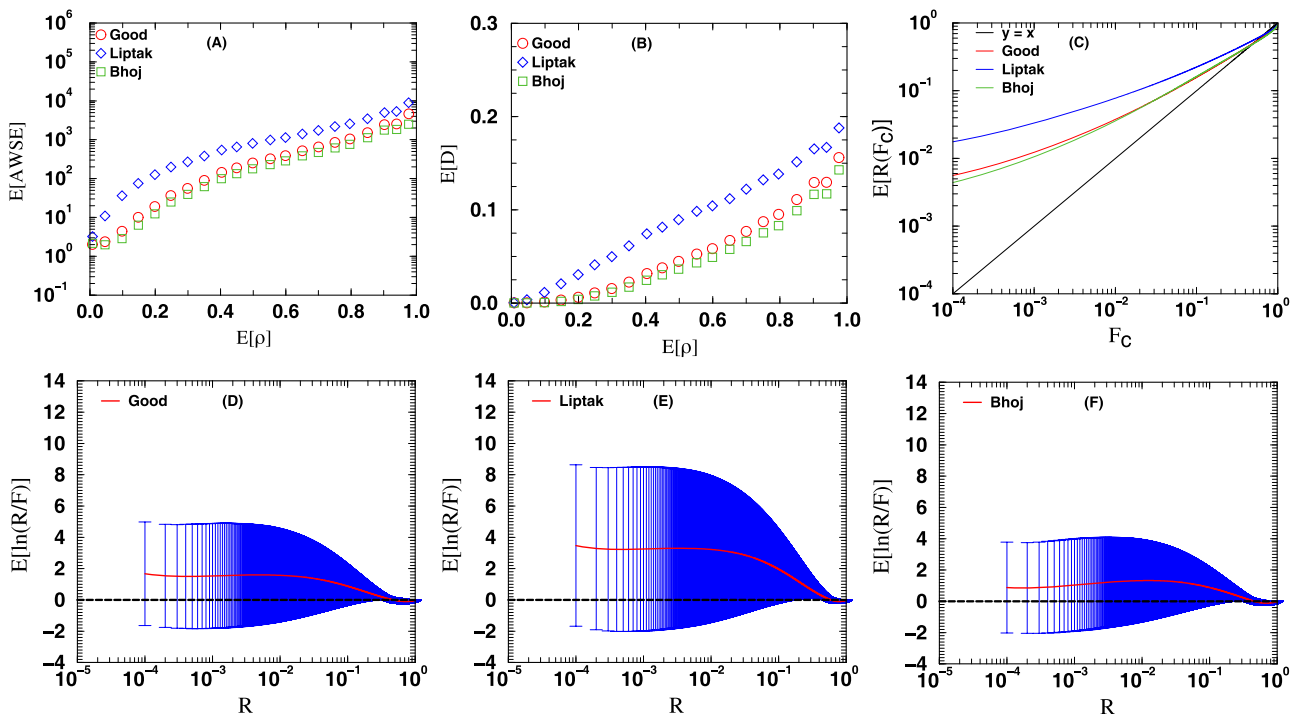 (A)
Good
Liptak
Bhoj
E[AWSE]
10^6
10^5
10^4
10^3
10^2
10^1
10^0
10^-1
0.0 0.2 0.4 0.6 0.8 1.0
E[ρ]
(B)
Good
Liptak
Bhoj
E[D]
0.3
0.2
0.1
0.0
0.0 0.2 0.4 0.6 0.8 1.0
E[ρ]
(C)
y = x
Good
Liptak
Bhoj
E[R(F_C)]
10^0
10^-1
10^-2
10^-3
10^-4
10^-4 10^-3 10^-2 10^-1 10^0
F_C
Good (D)
E[ln(R/F)]
14
12
10
8
6
4
2
0
−2
−4
10^-5 10^-4 10^-3 10^-2 10^-1 10^0
R
Liptak (E)
E[ln(R/F)]
14
12
10
8
6
4
2
0
−2
−4
10^-5 10^-4 10^-3 10^-2 10^-1 10^0
R
Bhoj (F)
E[ln(R/F)]
14
12
10
8
6
4
2
0
−2
−4
10^-5 10^-4 10^-3 10^-2 10^-1 10^0
R